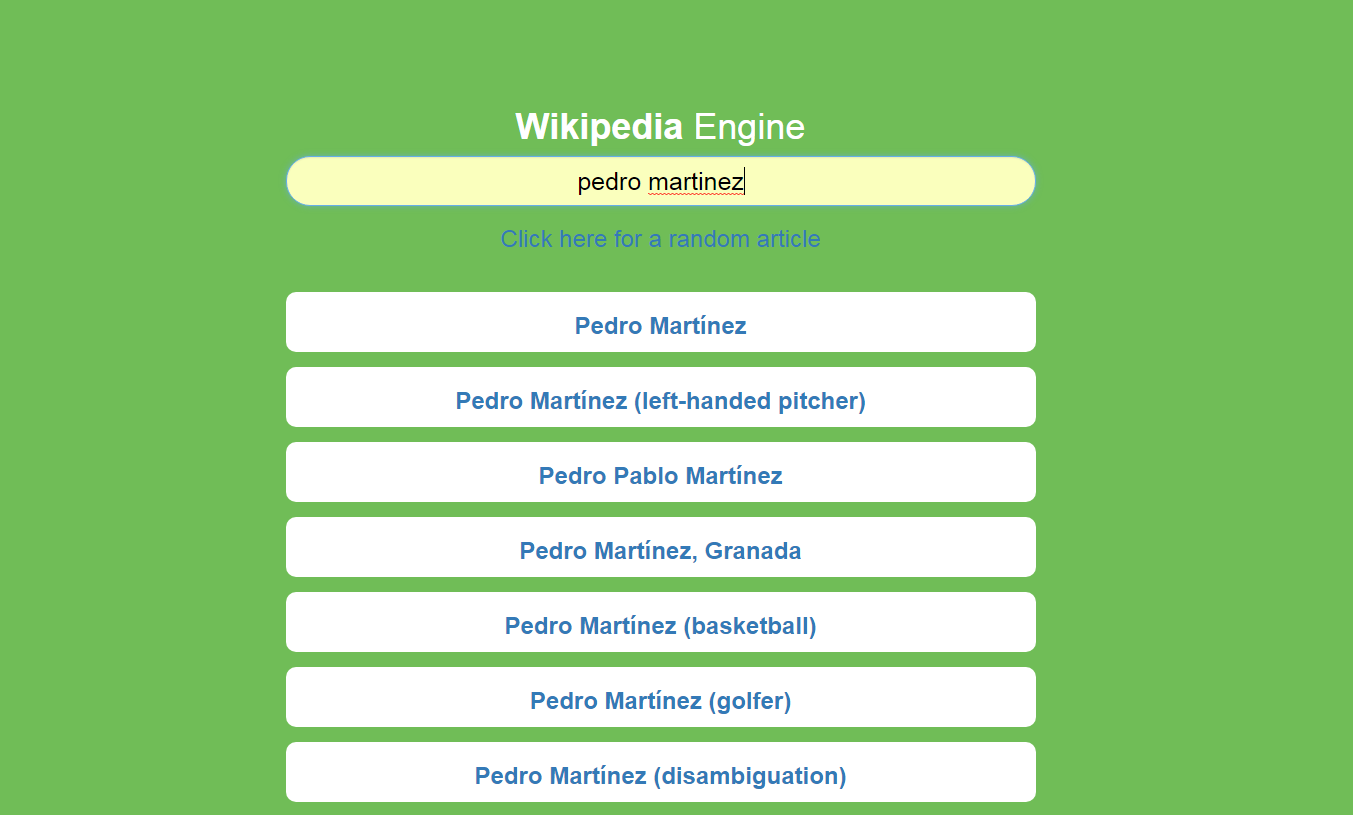 Wikipedia Engine
pedro martinez
Click here for a random article
Pedro Martínez
Pedro Martínez (left-handed pitcher)
Pedro Pablo Martínez
Pedro Martínez, Granada
Pedro Martínez (basketball)
Pedro Martínez (golfer)
Pedro Martínez (disambiguation)